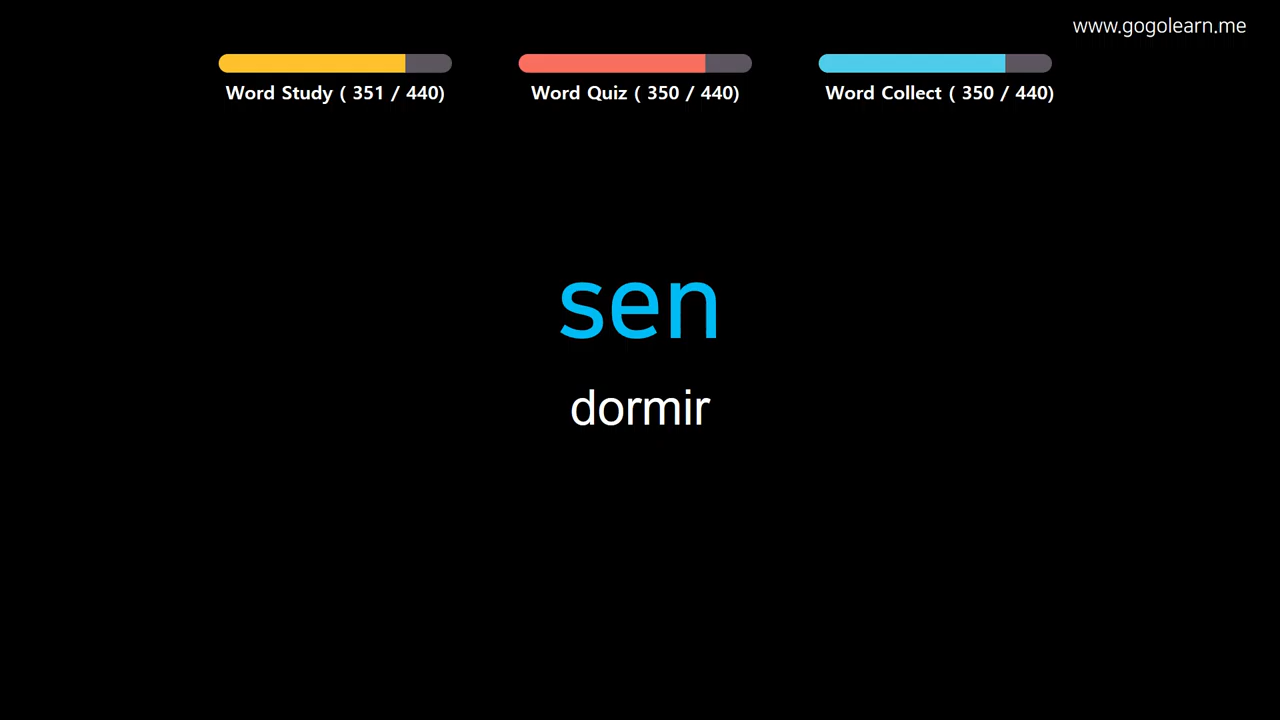 www.gogolearn.me
Word Study ( 351 / 440)
Word Quiz ( 350 / 440)
Word Collect ( 350 / 440)
sen
dormir